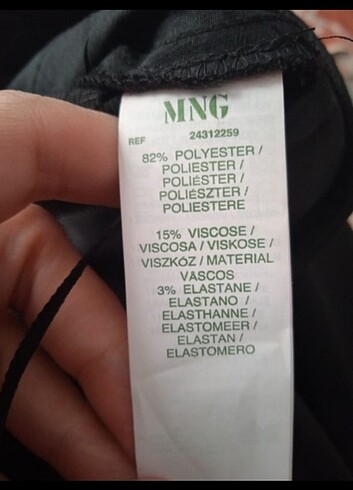 MNG
REF 24312259
82% POLYESTER /
POLIESTER /
POLIÉSTER /
POLIÉSZTER /
POLIESTERE
15% VISCOSE /
VISCOSA / VISKOSE /
VISZKÓZ / MATERIAL
VASCOS
3% ELASTANE /
ELASTANO /
ELASTHANNE /
ELASTOMEER /
ELASTAN /
ELASTOMERO